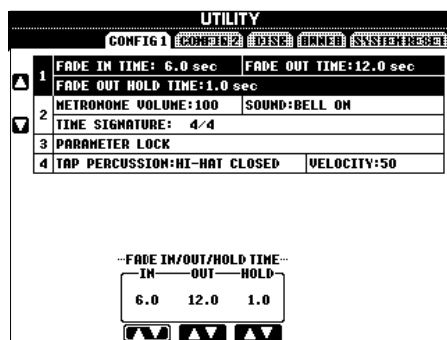 UTILITY
CONFIG 1 CONFIG 2 DISK OWNER SYSTEM RESET
1 FADE IN TIME: 6.0 sec FADE OUT TIME:12.0 sec
FADE OUT HOLD TIME:1.0 sec
2 METRONOME VOLUME:100 SOUND:BELL ON
TIME SIGNATURE: 4/4
3 PARAMETER LOCK
4 TAP PERCUSSION:HI-HAT CLOSED VELOCITY:50
FADE IN/OUT/HOLD TIME
IN OUT HOLD
6.0 12.0 1.0